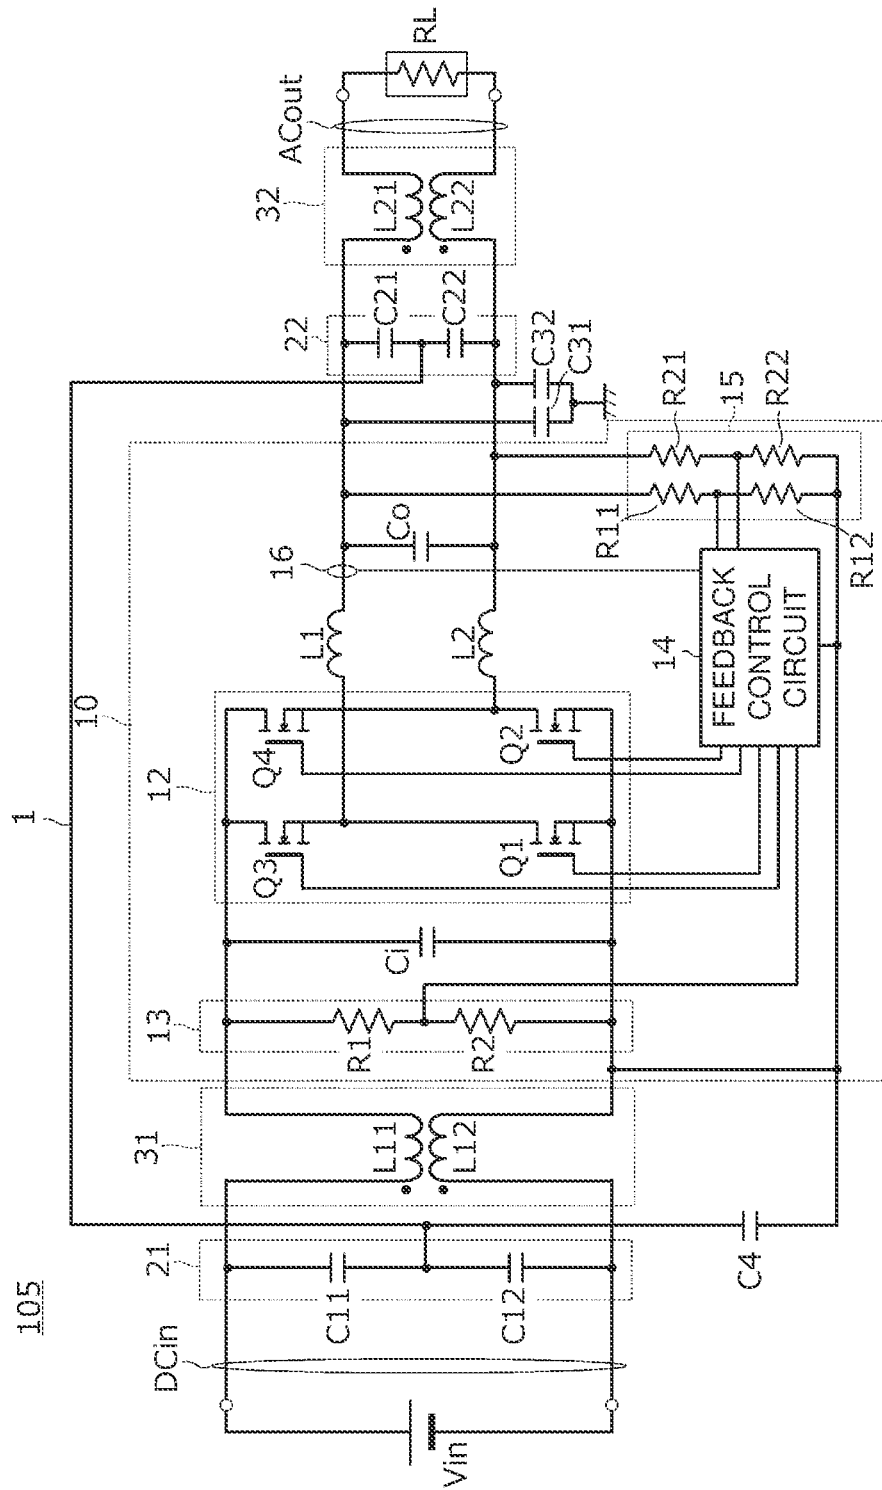 105
1
10
DCin
Vin
21
C11
C12
C4
31
L11
L12
13
R1
R2
Ci
12
Q3
Q4
Q1
Q2
L1
L2
16
Co
14
FEEDBACK
CONTROL
CIRCUIT
15
R11
R12
R21
R22
C31
C32
22
C21
C22
32
L21
L22
ACout
RL